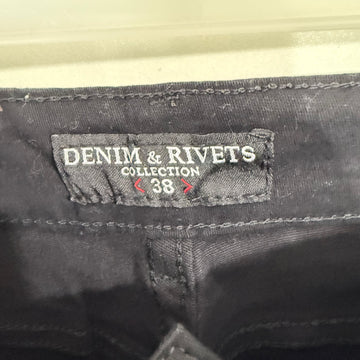 DENIM & RIVETS
COLLECTION
< 38 >